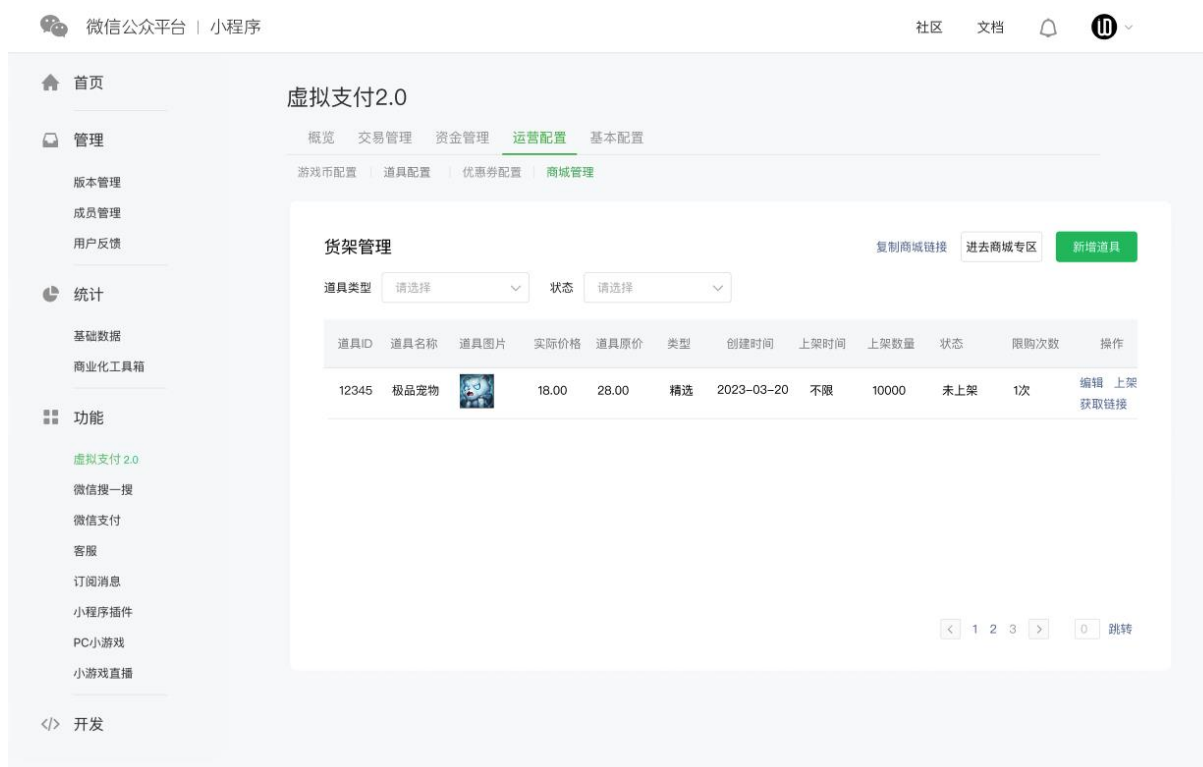 微信公众平台 | 小程序
社区 文档
首页
管理
版本管理
成员管理
用户反馈
统计
基础数据
商业化工具箱
功能
虚拟支付 2.0
微信搜一搜
微信支付
客服
订阅消息
小程序插件
PC小游戏
小游戏直播
</> 开发
虚拟支付2.0
概览 交易管理 资金管理 运营配置 基本配置
游戏币配置 | 道具配置 | 优惠券配置 | 商城管理
货架管理 复制商城链接 进去商城专区 新增道具
道具类型 请选择 状态 请选择
道具ID 道具名称 道具图片 实际价格 道具原价 类型 创建时间 上架时间 上架数量 状态 限购次数 操作
12345 极品宠物 18.00 28.00 精选 2023-03-20 不限 10000 未上架 1次 编辑 上架
获取链接
< 1 2 3 > 0 跳转